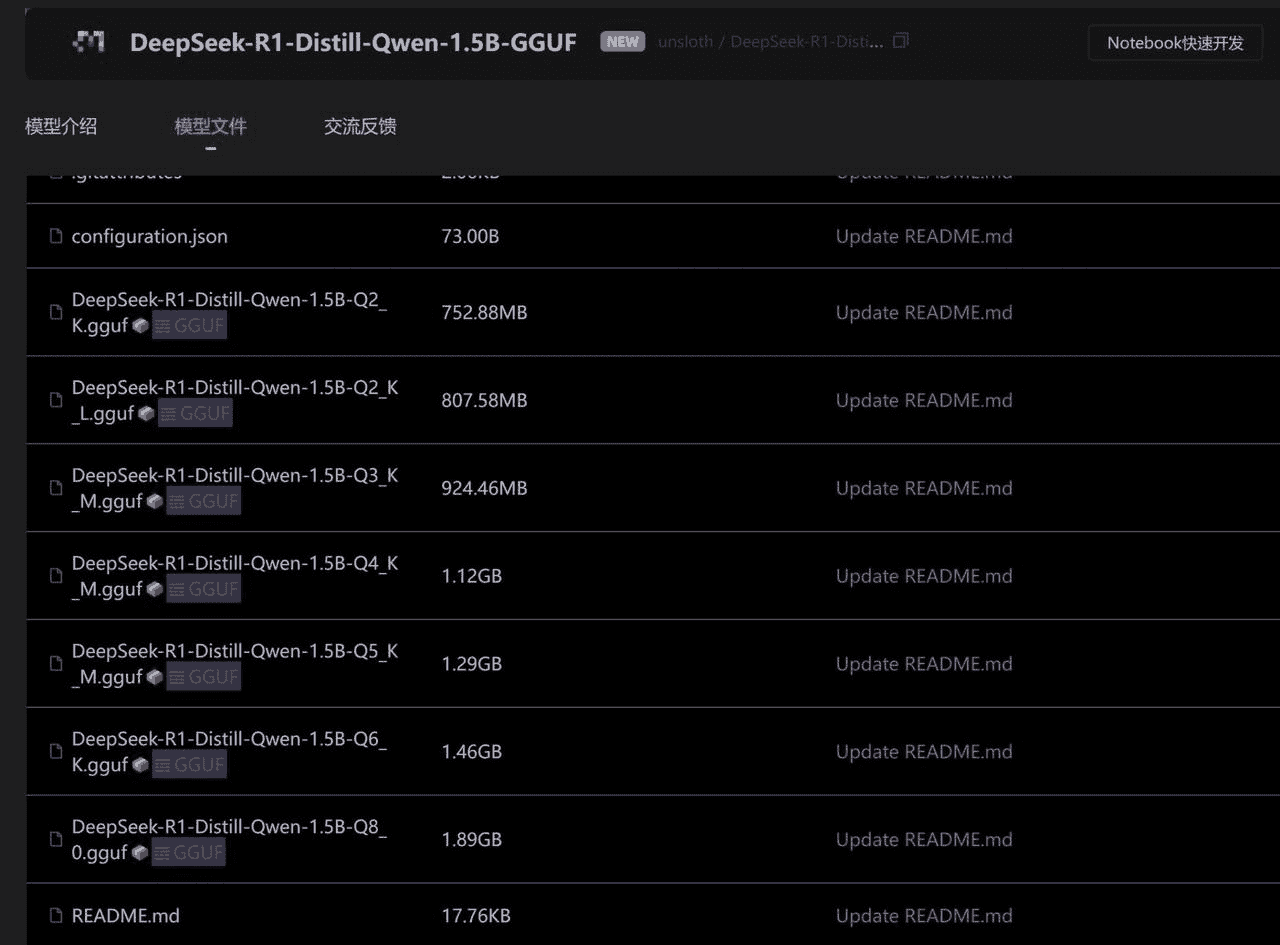 DeepSeek-R1-Distill-Qwen-1.5B-GGUF NEW unsloth / DeepSeek-R1-Disti... Notebook快速开发
模型介绍 模型文件 交流反馈
.gitattributes Update README.md
configuration.json 73.00B Update README.md
DeepSeek-R1-Distill-Qwen-1.5B-Q2_
K.gguf GGUF 752.88MB Update README.md
DeepSeek-R1-Distill-Qwen-1.5B-Q2_K
_L.gguf GGUF 807.58MB Update README.md
DeepSeek-R1-Distill-Qwen-1.5B-Q3_K
_M.gguf GGUF 924.46MB Update README.md
DeepSeek-R1-Distill-Qwen-1.5B-Q4_K
_M.gguf GGUF 1.12GB Update README.md
DeepSeek-R1-Distill-Qwen-1.5B-Q5_K
_M.gguf GGUF 1.29GB Update README.md
DeepSeek-R1-Distill-Qwen-1.5B-Q6_
K.gguf GGUF 1.46GB Update README.md
DeepSeek-R1-Distill-Qwen-1.5B-Q8_
0.gguf GGUF 1.89GB Update README.md
README.md 17.76KB Update README.md